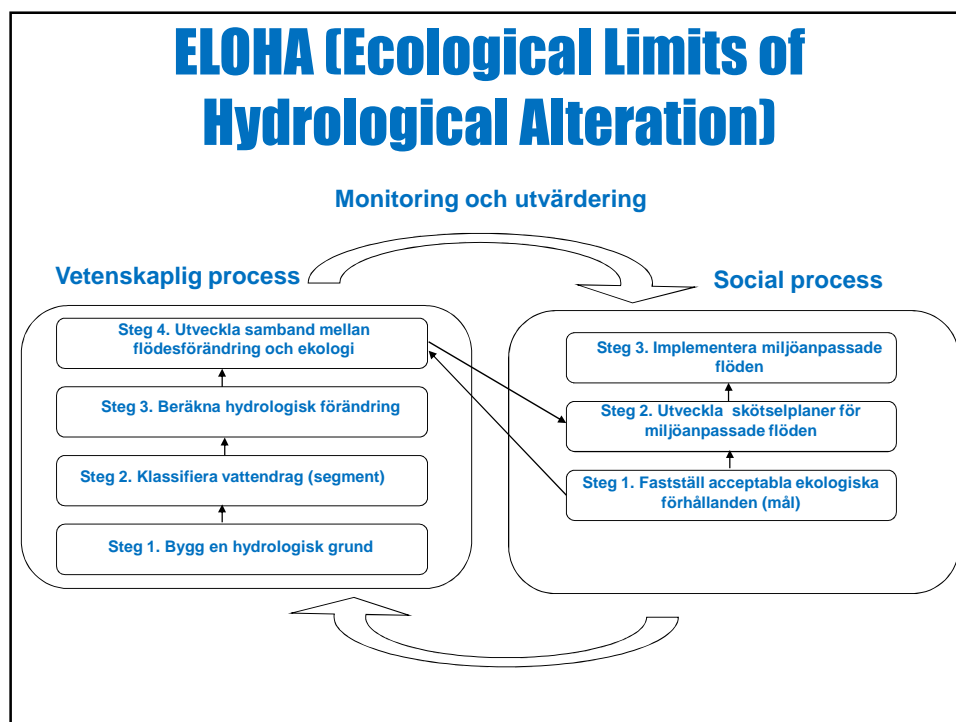 ELOHA (Ecological Limits of
Hydrological Alteration)
Monitoring och utvärdering
Vetenskaplig process
Steg 4. Utveckla samband mellan
flödesförändring och ekologi
Steg 3. Beräkna hydrologisk förändring
Steg 2. Klassifiera vattendrag (segment)
Steg 1. Bygg en hydrologisk grund
Social process
Steg 3. Implementera miljöanpassade
flöden
Steg 2. Utveckla skötselplaner för
miljöanpassade flöden
Steg 1. Fastställ acceptabla ekologiska
förhållanden (mål)